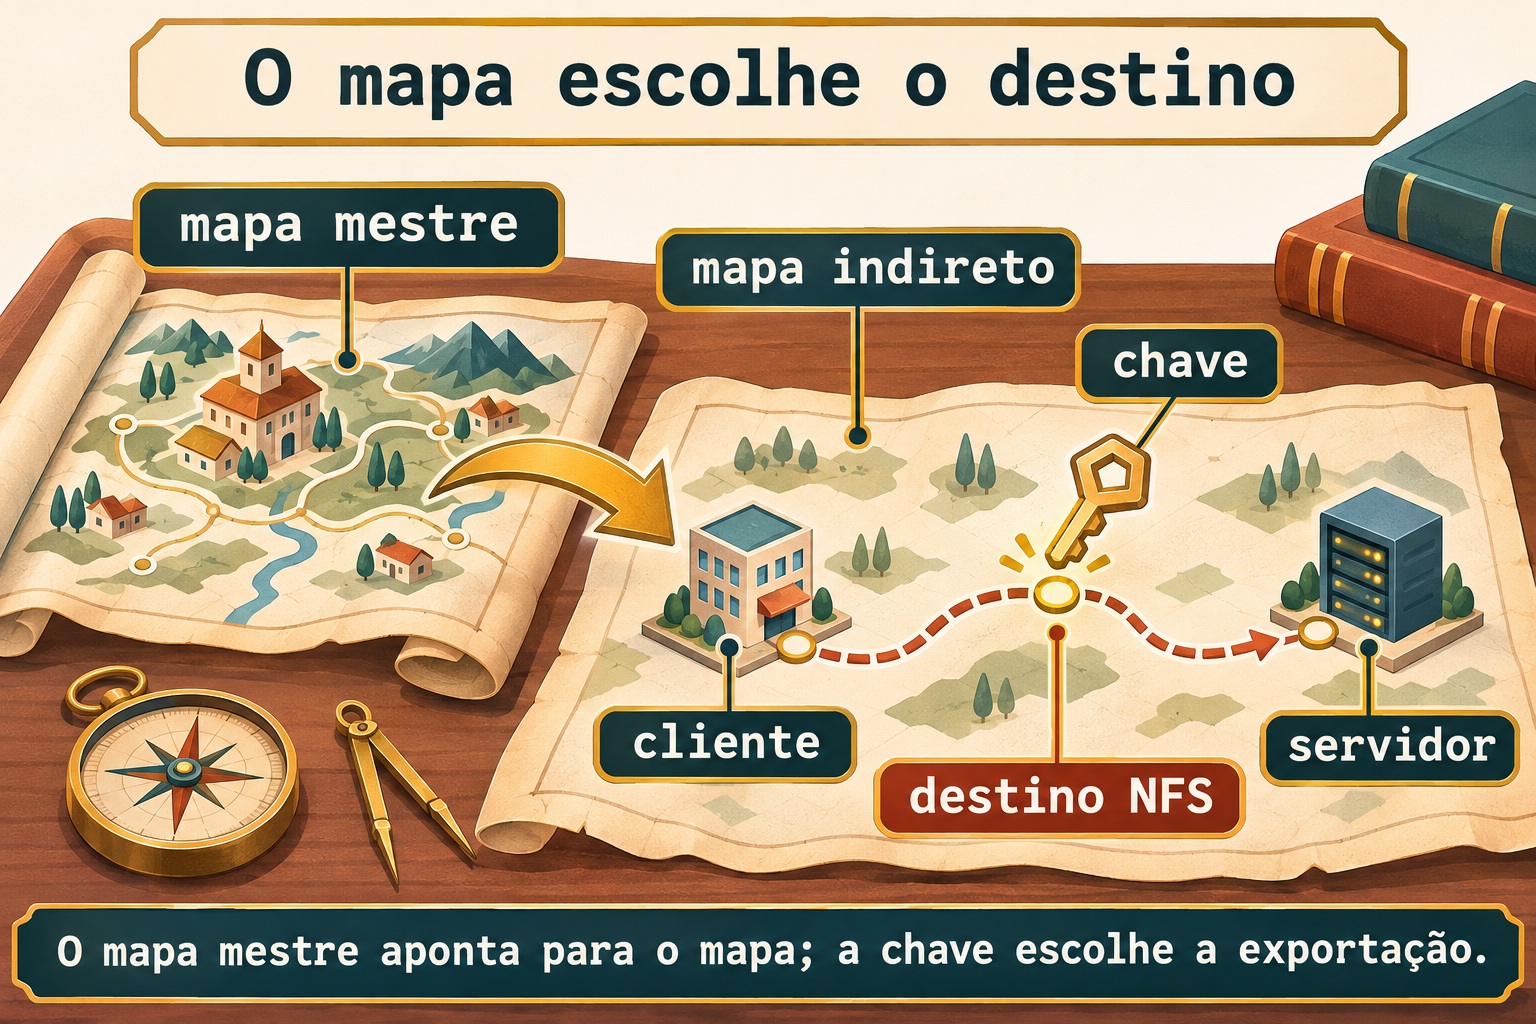 O mapa escolhe o destino
mapa mestre
mapa indireto
chave
cliente
destino NFS
servidor
O mapa mestre aponta para o mapa; a chave escolhe a exportação.